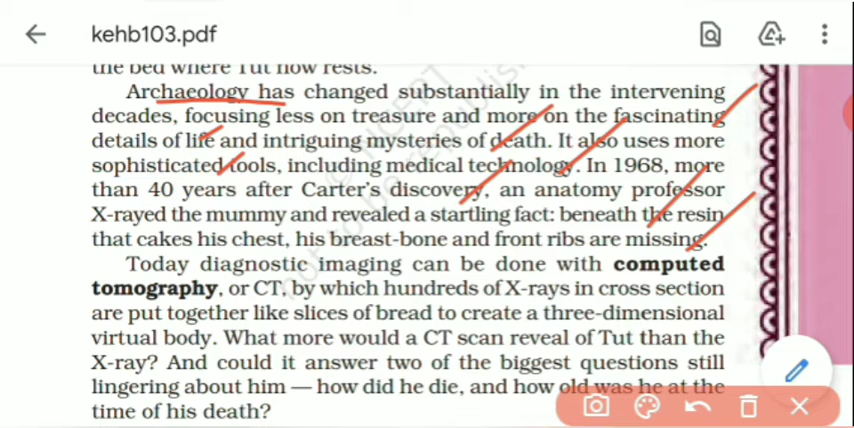 kehb103.pdf
the bed where Tut now rests.
Archaeology has changed substantially in the intervening
decades, focusing less on treasure and more on the fascinating
details of life and intriguing mysteries of death. It also uses more
sophisticated tools, including medical technology. In 1968, more
than 40 years after Carter's discovery, an anatomy professor
X-rayed the mummy and revealed a startling fact: beneath the resin
that cakes his chest, his breast-bone and front ribs are missing.
Today diagnostic imaging can be done with computed
tomography, or CT, by which hundreds of X-rays in cross section
are put together like slices of bread to create a three-dimensional
virtual body. What more would a CT scan reveal of Tut than the
X-ray? And could it answer two of the biggest questions still
lingering about him — how did he die, and how old was he at the
time of his death?